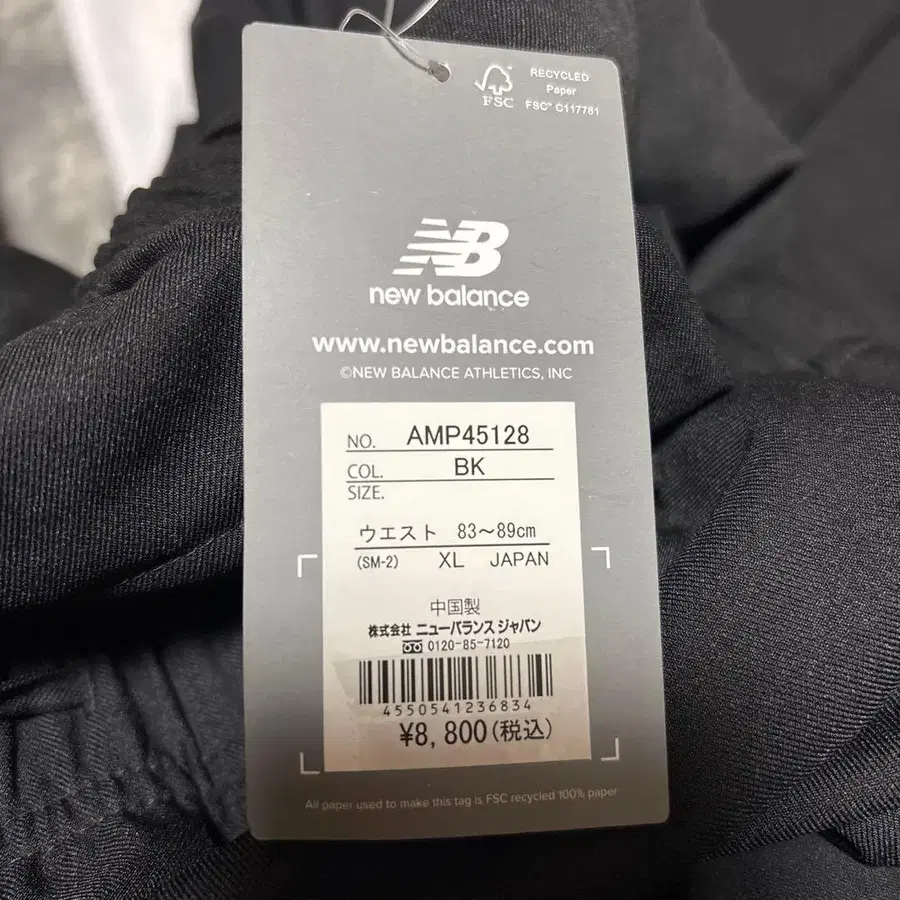 FSC
RECYCLED
Paper
FSC™ C117781
NB
new balance
www.newbalance.com
©NEW BALANCE ATHLETICS, INC
NO. AMP45128
COL. BK
SIZE.
ウエスト 83～89cm
(SM-2) XL JAPAN
中国製
株式会社 ニューバランス ジャパン
0120-85-7120
4550541236834
¥8,800(税込)
All paper used to make this tag is FSC recycled 100% paper